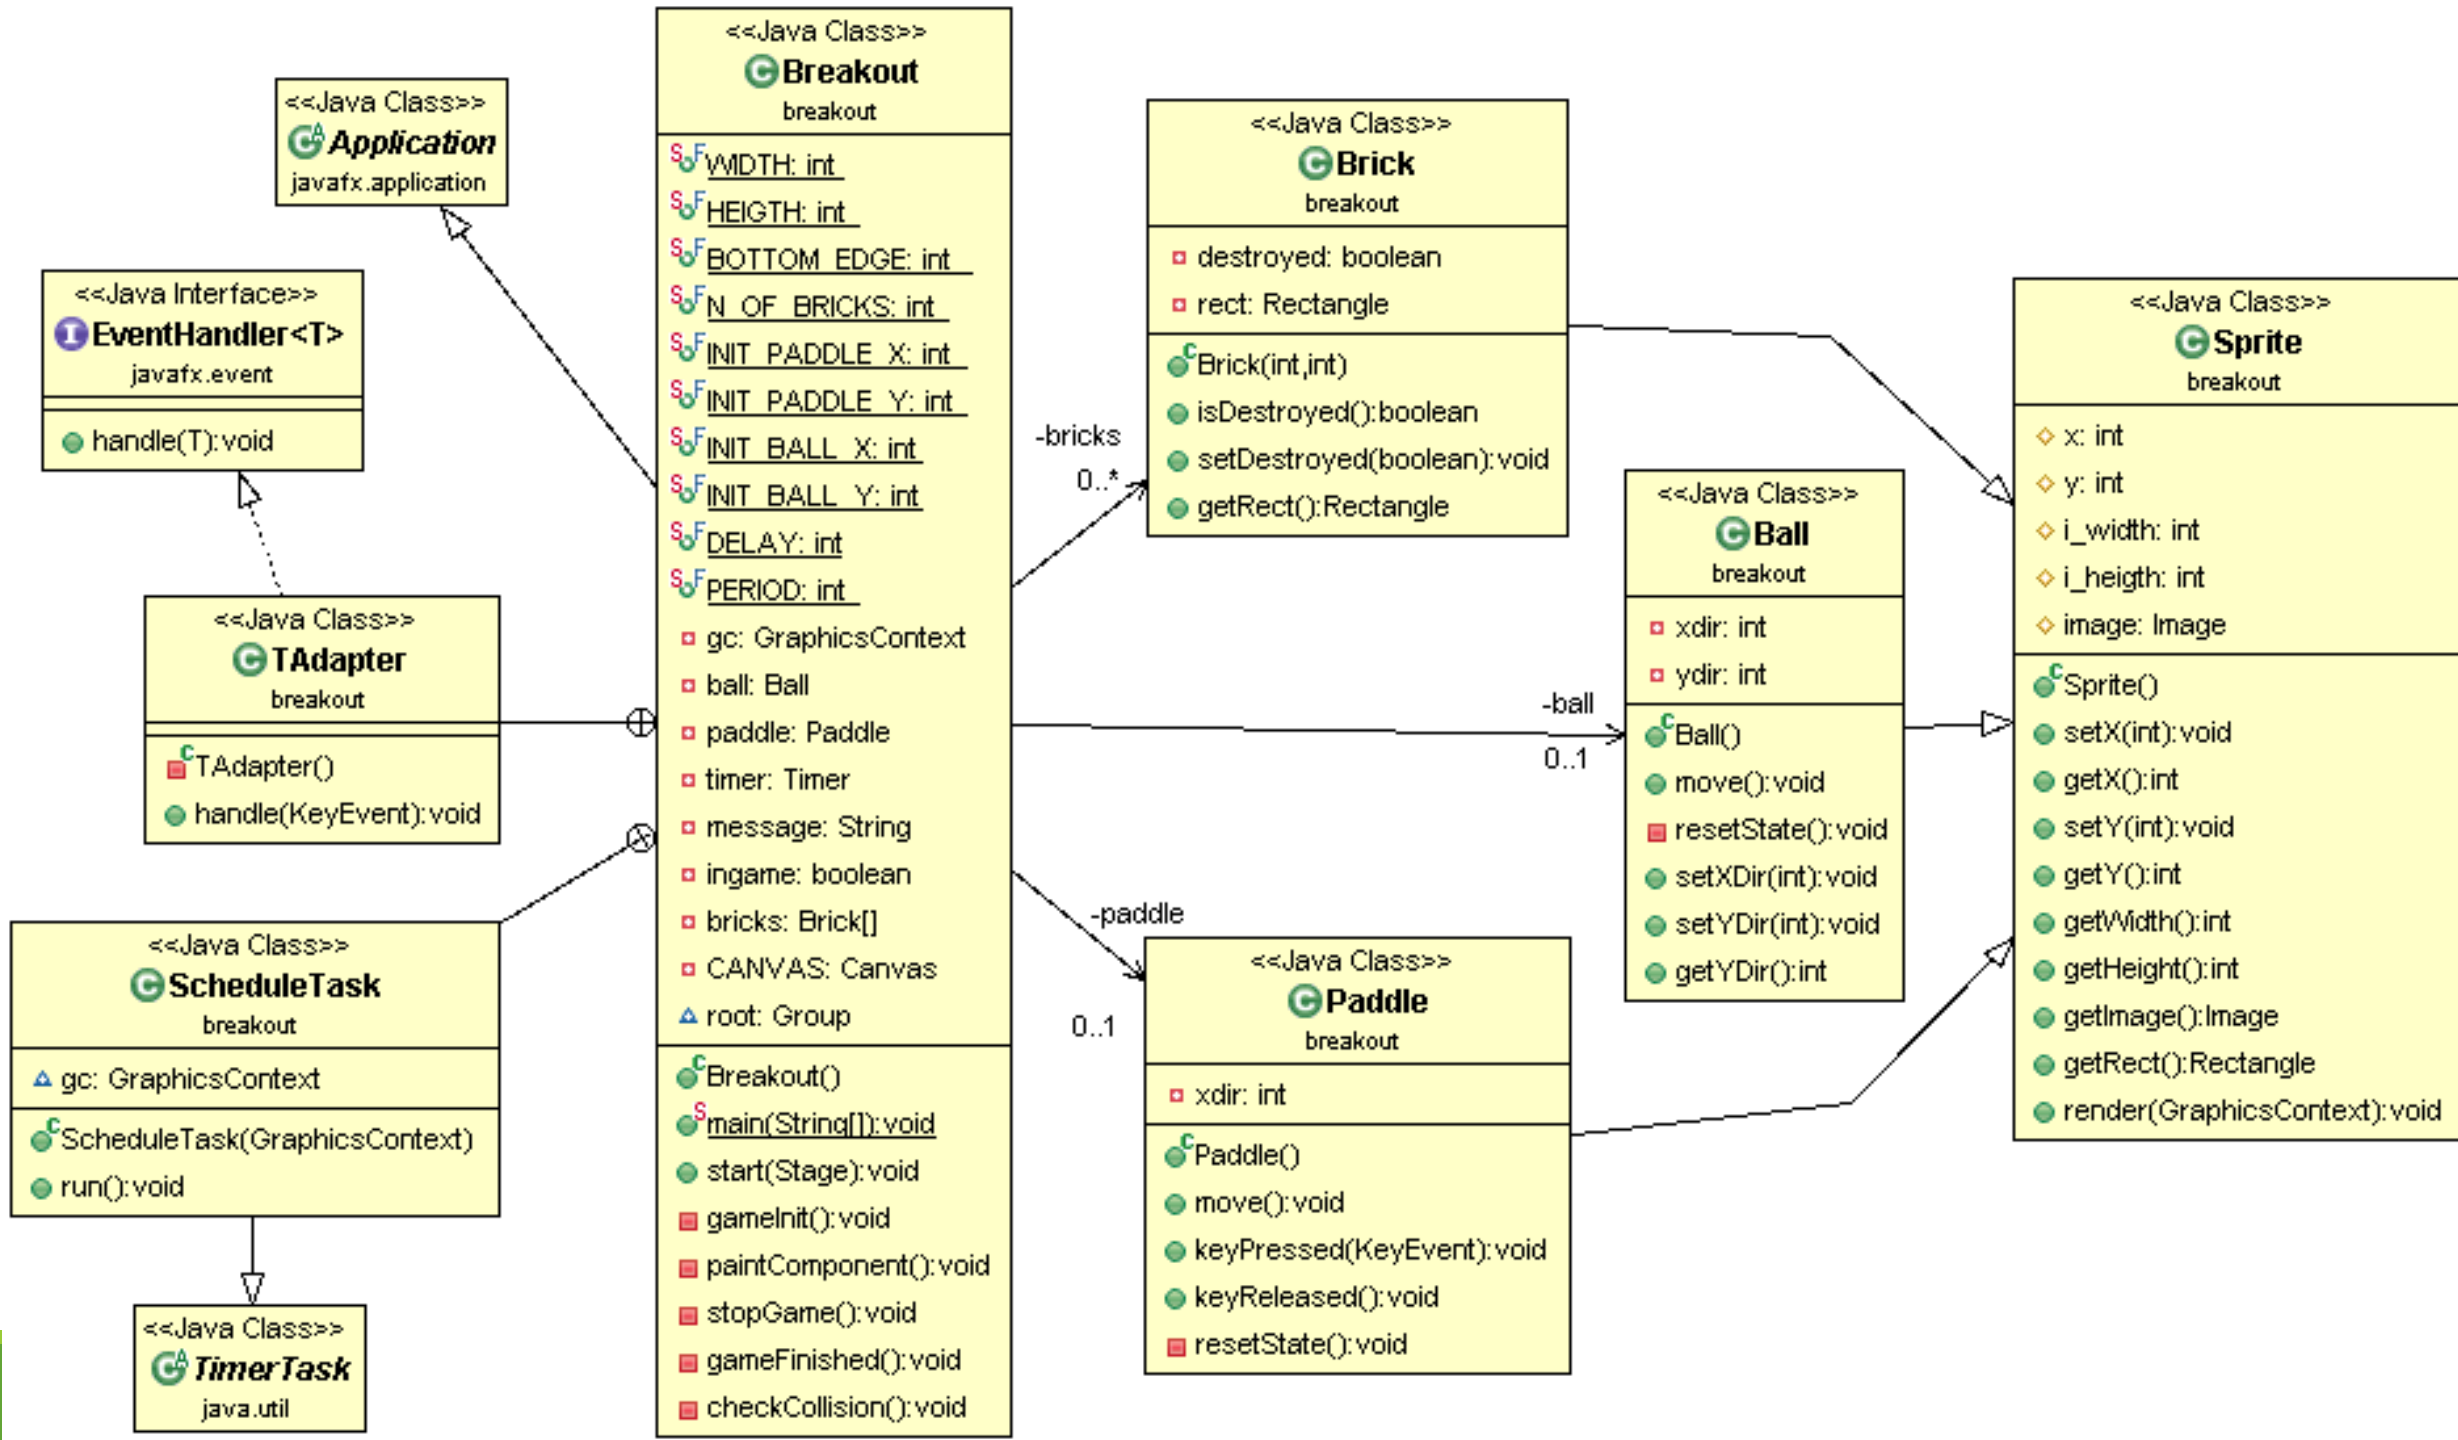 <<Java Class>>
Application
javafx.application
<<Java Interface>>
EventHandler<T>
javafx.event
handle(T):void
<<Java Class>>
TAdapter
breakout
TAdapter()
handle(KeyEvent):void
<<Java Class>>
ScheduleTask
breakout
gc: GraphicsContext
ScheduleTask(GraphicsContext)
run():void
<<Java Class>>
TimerTask
java.util
<<Java Class>>
Breakout
breakout
WIDTH: int
HEIGTH: int
BOTTOM_EDGE: int
N_OF_BRICKS: int
INIT_PADDLE_X: int
INIT_PADDLE_Y: int
INIT_BALL_X: int
INIT_BALL_Y: int
DELAY: int
PERIOD: int
gc: GraphicsContext
ball: Ball
paddle: Paddle
timer: Timer
message: String
ingame: boolean
bricks: Brick[]
CANVAS: Canvas
root: Group
Breakout()
main(String[]):void
start(Stage):void
gameInit():void
paintComponent():void
stopGame():void
gameFinished():void
checkCollision():void
-bricks
0..*
-ball
0..1
-paddle
0..1
<<Java Class>>
Brick
breakout
destroyed: boolean
rect: Rectangle
Brick(int,int)
isDestroyed():boolean
setDestroyed(boolean):void
getRect():Rectangle
<<Java Class>>
Ball
breakout
xdir: int
ydir: int
Ball()
move():void
resetState():void
setXDir(int):void
setYDir(int):void
getYDir():int
<<Java Class>>
Paddle
breakout
xdir: int
Paddle()
move():void
keyPressed(KeyEvent):void
keyReleased():void
resetState():void
<<Java Class>>
Sprite
breakout
x: int
y: int
i_width: int
i_heigth: int
image: Image
Sprite()
setX(int):void
getX():int
setY(int):void
getY():int
getWidth():int
getHeight():int
getImage():Image
getRect():Rectangle
render(GraphicsContext):void